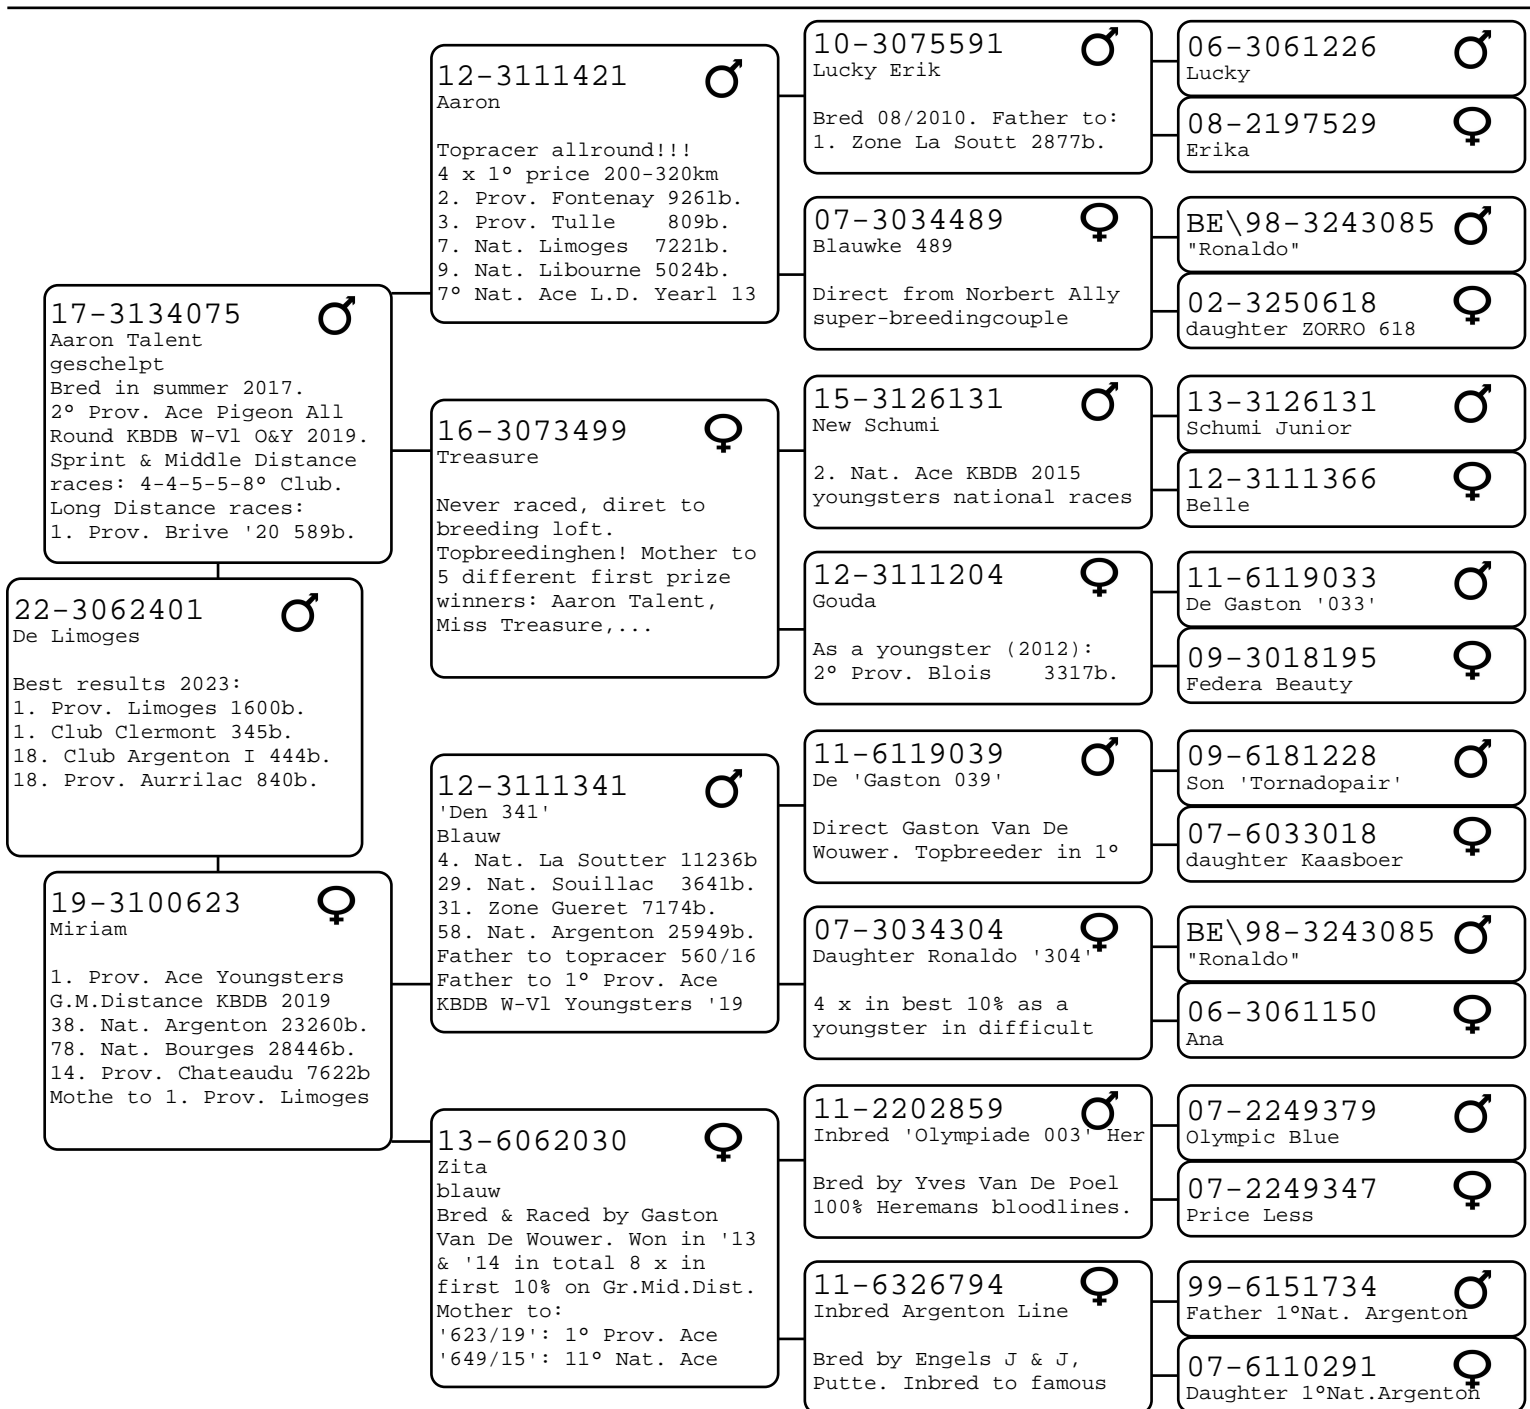 22-3062401
De Limoges
Best results 2023:
1. Prov. Limoges 1600b.
1. Club Clermont 345b.
18. Club Argenton I 444b.
18. Prov. Aurrilac 840b.
17-3134075
Aaron Talent
geschelpt
Bred in summer 2017.
2° Prov. Ace Pigeon All
Round KBDB W-Vl O&Y 2019.
Sprint & Middle Distance
races: 4-4-5-5-8° Club.
Long Distance races:
1. Prov. Brive '20 589b.
19-3100623
Miriam
1. Prov. Ace Youngsters
G.M.Distance KBDB 2019
38. Nat. Argenton 23260b.
78. Nat. Bourges 28446b.
14. Prov. Chateaudu 7622b
Mothe to 1. Prov. Limoges
12-3111421
Aaron
Topracer allround!!!
4 x 1° price 200-320km
2. Prov. Fontenay 9261b.
3. Prov. Tulle 809b.
7. Nat. Limoges 7221b.
9. Nat. Libourne 5024b.
7° Nat. Ace L.D. Yearl 13
16-3073499
Treasure
Never raced, diret to
breeding loft.
Topbreedinghen! Mother to
5 different first prize
winners: Aaron Talent,
Miss Treasure,...
12-3111341
'Den 341'
Blauw
4. Nat. La Soutter 11236b
29. Nat. Souillac 3641b.
31. Zone Gueret 7174b.
58. Nat. Argenton 25949b.
Father to topracer 560/16
Father to 1° Prov. Ace
KBDB W-Vl Youngsters '19
13-6062030
Zita
blauw
Bred & Raced by Gaston
Van De Wouwer. Won in '13
& '14 in total 8 x in
first 10% on Gr.Mid.Dist.
Mother to:
'623/19': 1° Prov. Ace
'649/15': 11° Nat. Ace
10-3075591
Lucky Erik
Bred 08/2010. Father to:
1. Zone La Soutt 2877b.
07-3034489
Blauwke 489
Direct from Norbert Ally
super-breedingcouple
15-3126131
New Schumi
2. Nat. Ace KBDB 2015
youngsters national races
12-3111204
Gouda
As a youngster (2012):
2° Prov. Blois 3317b.
11-6119039
De 'Gaston 039'
Direct Gaston Van De
Wouwer. Topbreeder in 1°
07-3034304
Daughter Ronaldo '304'
4 x in best 10% as a
youngster in difficult
11-2202859
Inbred 'Olympiade 003' Her
Bred by Yves Van De Poel
100% Heremans bloodlines.
11-6326794
Inbred Argenton Line
Bred by Engels J & J,
Putte. Inbred to famous
06-3061226
Lucky
08-2197529
Erika
BE\98-3243085
"Ronaldo"
02-3250618
daughter ZORRO 618
13-3126131
Schumi Junior
12-3111366
Belle
11-6119033
De Gaston '033'
09-3018195
Federa Beauty
09-6181228
Son 'Tornadopair'
07-6033018
daughter Kaasboer
BE\98-3243085
"Ronaldo"
06-3061150
Ana
07-2249379
Olympic Blue
07-2249347
Price Less
99-6151734
Father 1°Nat. Argenton
07-6110291
Daughter 1°Nat.Argenton